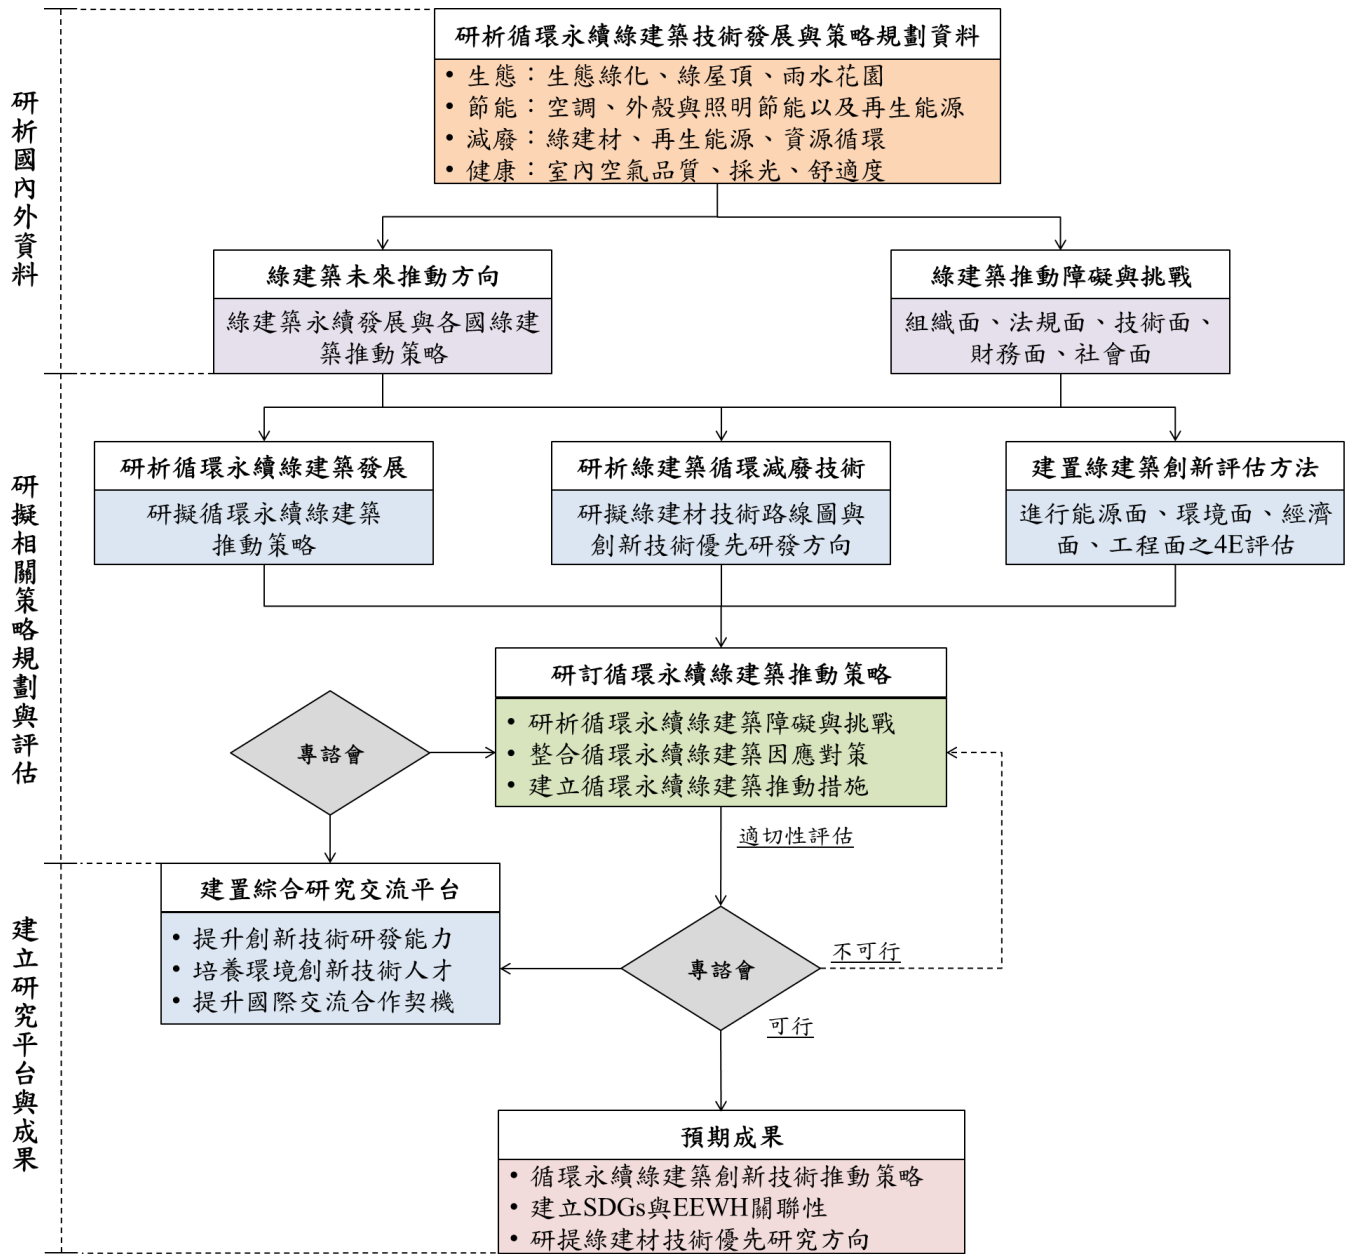 研析國內外資料
研析循環永續綠建築技術發展與策略規劃資料
• 生態：生態綠化、綠屋頂、雨水花園
• 節能：空調、外殼與照明節能以及再生能源
• 減廢：綠建材、再生能源、資源循環
• 健康：室內空氣品質、採光、舒適度
綠建築未來推動方向
綠建築永續發展與各國綠建
築推動策略
綠建築推動障礙與挑戰
組織面、法規面、技術面、
財務面、社會面
研擬相關策略規劃與評估
研析循環永續綠建築發展
研擬循環永續綠建築
推動策略
研析綠建築循環減廢技術
研擬綠建材技術路線圖與
創新技術優先研發方向
建置綠建築創新評估方法
進行能源面、環境面、經濟
面、工程面之4E評估
研訂循環永續綠建築推動策略
• 研析循環永續綠建築障礙與挑戰
• 整合循環永續綠建築因應對策
• 建立循環永續綠建築推動措施
專諮會
適切性評估
建立研究平台與成果
建置綜合研究交流平台
• 提升創新技術研發能力
• 培養環境創新技術人才
• 提升國際交流合作契機
專諮會
不可行
可行
預期成果
• 循環永續綠建築創新技術推動策略
• 建立SDGs與EEWH關聯性
• 研提綠建材技術優先研究方向